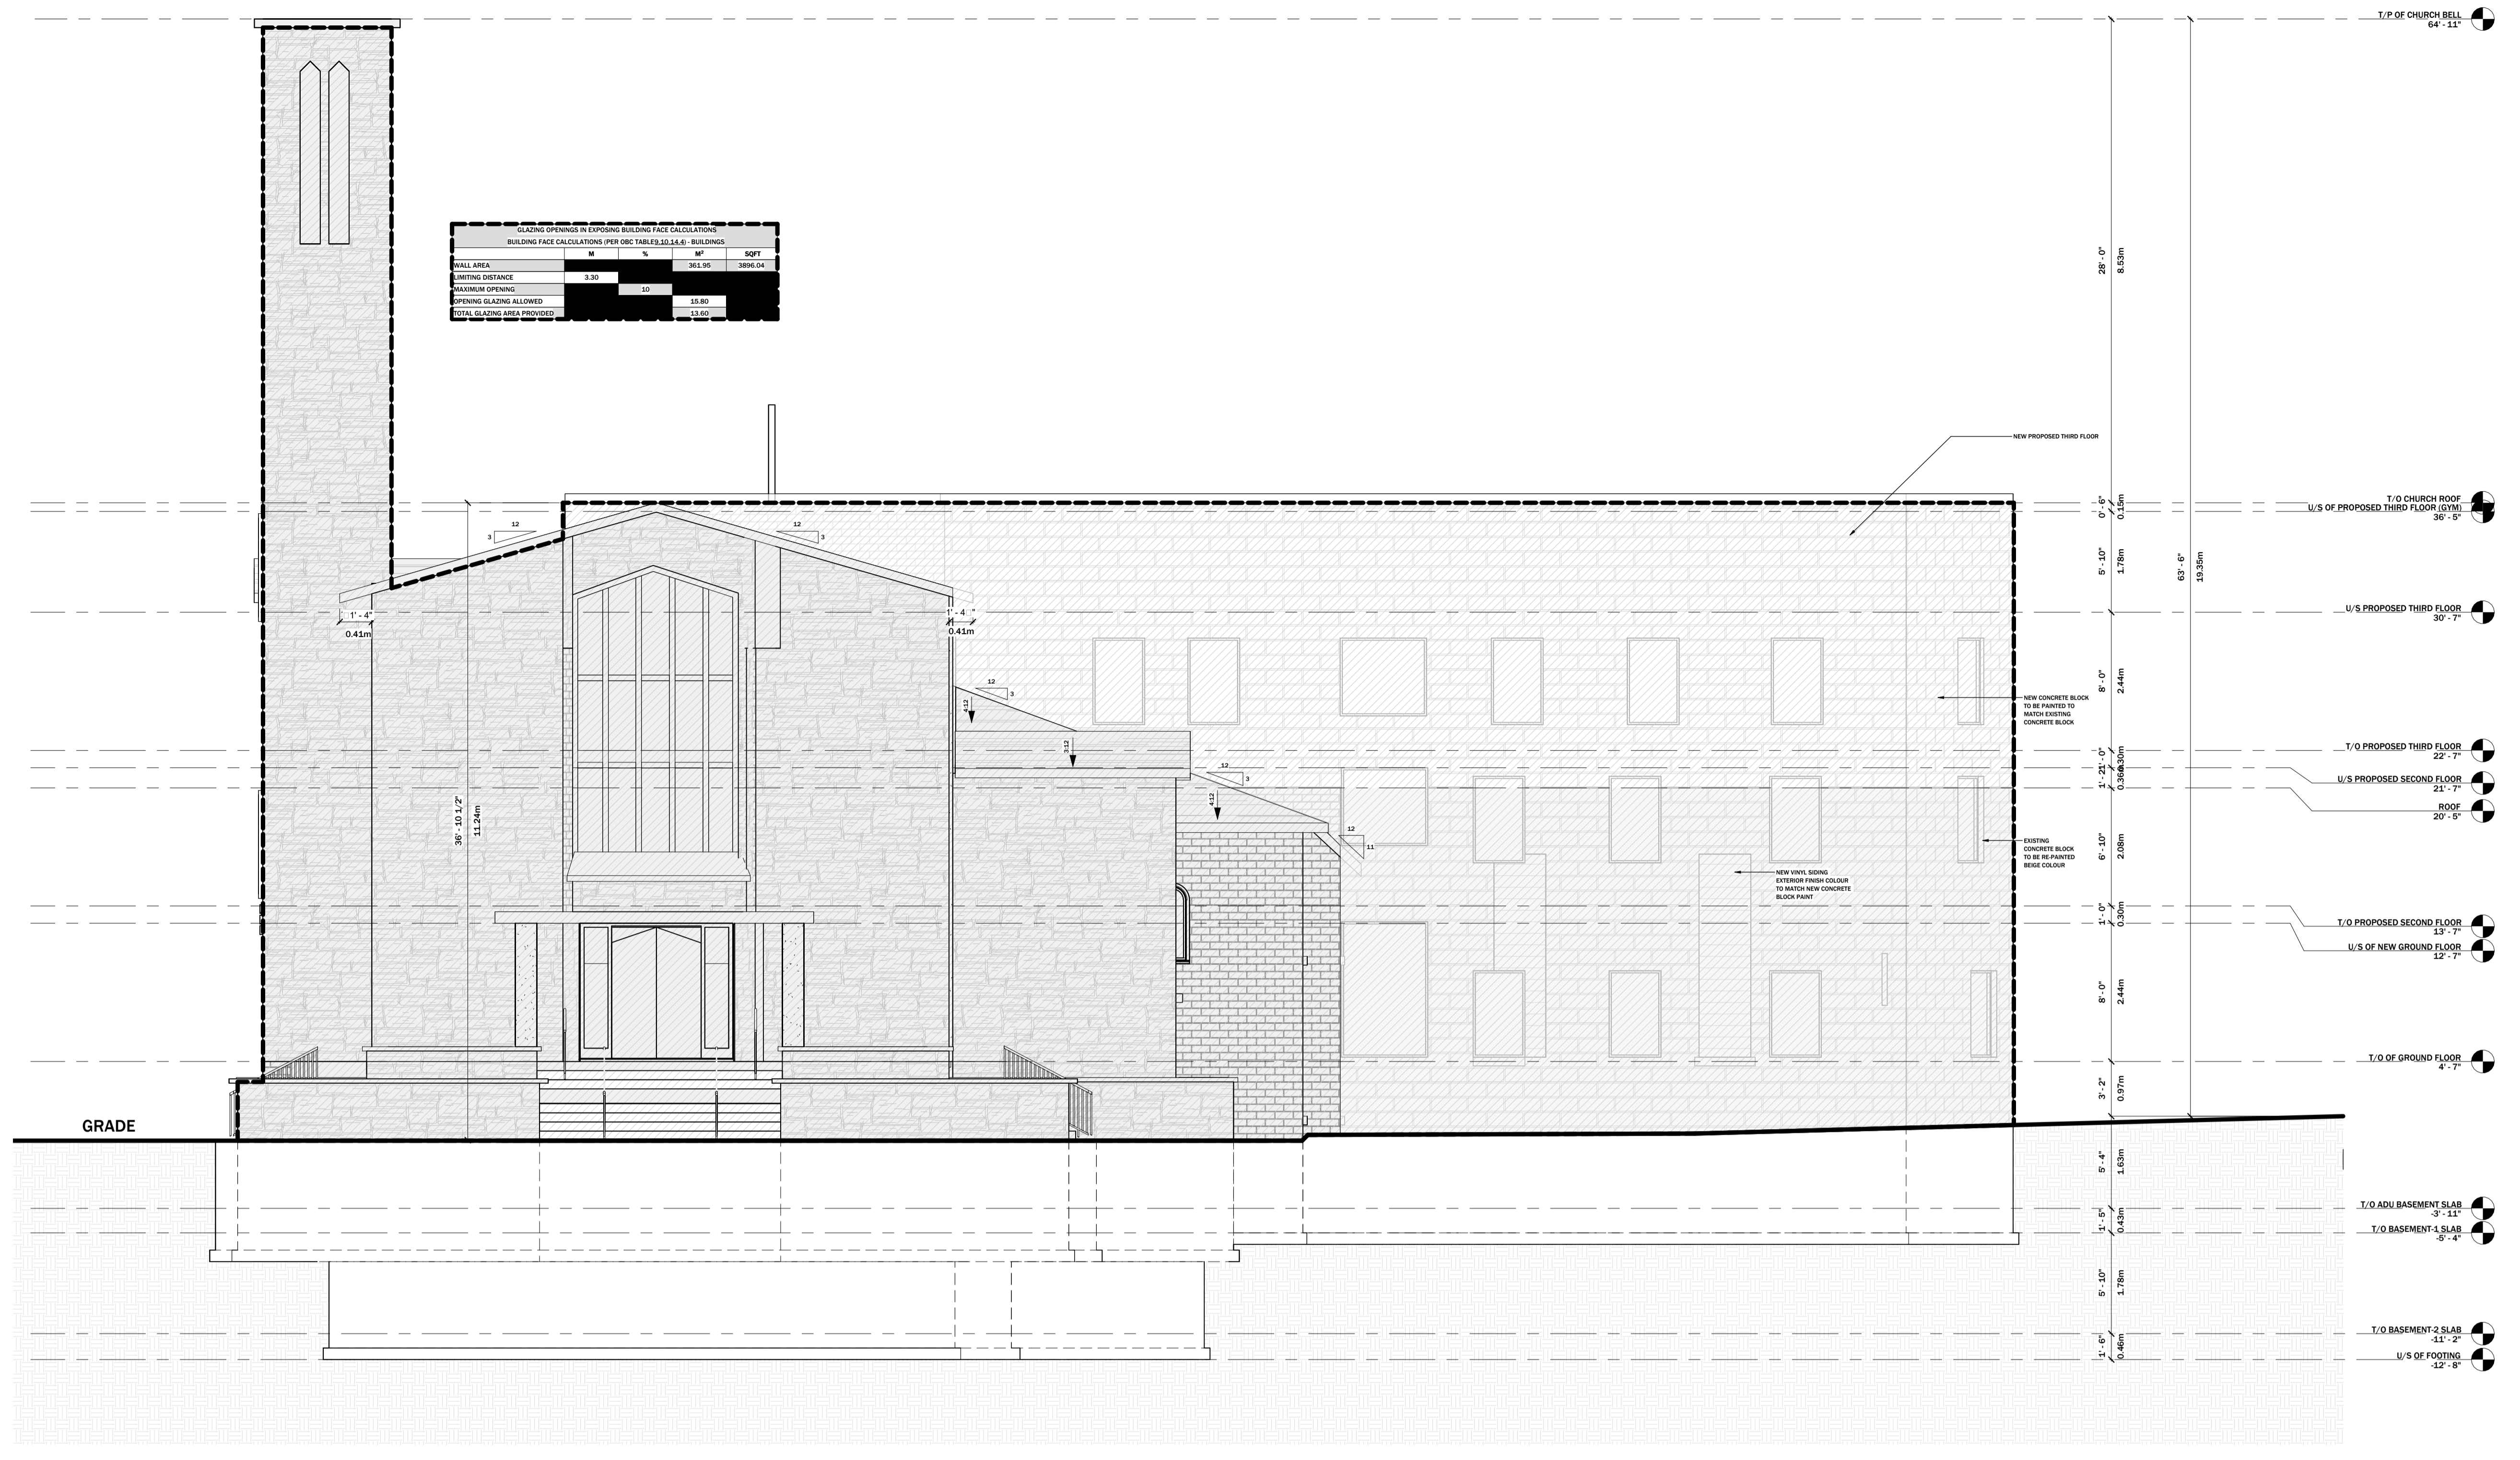 T/P OF CHURCH BELL
64' - 11"
GLAZING OPENINGS IN EXPOSING BUILDING FACE CALCULATIONS
BUILDING FACE CALCULATIONS (PER OBC TABLE9.10.14.4) - BUILDINGS
M % M² SQFT
WALL AREA 361.95 3896.04
LIMITING DISTANCE 3.30
MAXIMUM OPENING 10
OPENING GLAZING ALLOWED 15.80
TOTAL GLAZING AREA PROVIDED 13.60
28' - 0"
8.53m
NEW PROPOSED THIRD FLOOR
T/O CHURCH ROOF
U/S OF PROPOSED THIRD FLOOR (GYM)
36' - 5"
0' - 6"
0.15m
12
3
12
3
5' - 10"
1.78m
63' - 6"
19.35m
U/S PROPOSED THIRD FLOOR
30' - 7"
1' - 4"
0.41m
1' - 4"
0.41m
12
3
4:12
8' - 0"
2.44m
NEW CONCRETE BLOCK
TO BE PAINTED TO
MATCH EXISTING
CONCRETE BLOCK
3:12
T/O PROPOSED THIRD FLOOR
22' - 7"
1' - 0"
0.30m
12
3
4:12
1' - 2"
0.36m
U/S PROPOSED SECOND FLOOR
21' - 7"
ROOF
20' - 5"
36' - 10 1/2"
11.24m
12
11
6' - 10"
2.08m
EXISTING
CONCRETE BLOCK
TO BE RE-PAINTED
BEIGE COLOUR
NEW VINYL SIDING
EXTERIOR FINISH COLOUR
TO MATCH NEW CONCRETE
BLOCK PAINT
1' - 0"
0.30m
T/O PROPOSED SECOND FLOOR
13' - 7"
U/S OF NEW GROUND FLOOR
12' - 7"
8' - 0"
2.44m
T/O OF GROUND FLOOR
4' - 7"
3' - 2"
0.97m
GRADE
5' - 4"
1.63m
T/O ADU BASEMENT SLAB
-3' - 11"
1' - 5"
0.43m
T/O BASEMENT-1 SLAB
-5' - 4"
5' - 10"
1.78m
T/O BASEMENT-2 SLAB
-11' - 2"
1' - 6"
0.46m
U/S OF FOOTING
-12' - 8"